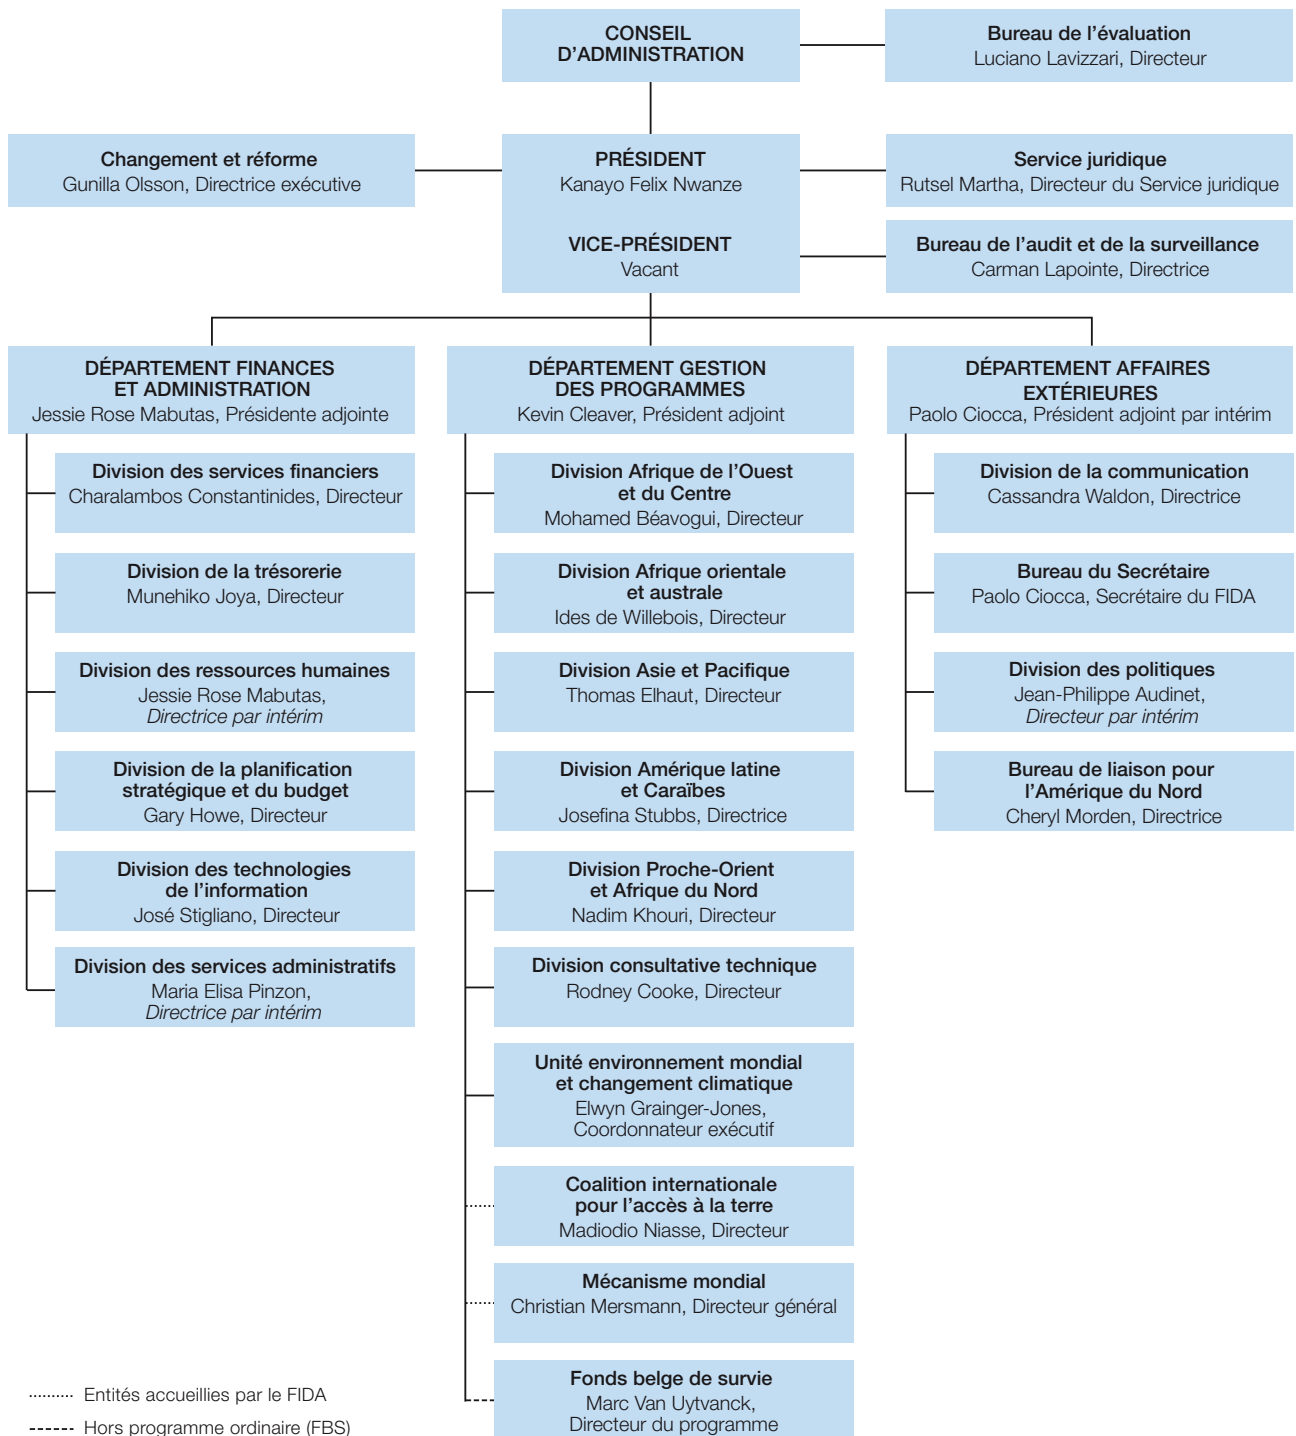 CONSEIL
D’ADMINISTRATION
Bureau de l’évaluation
Luciano Lavizzari, Directeur
Changement et réforme
Gunilla Olsson, Directrice exécutive
PRÉSIDENT
Kanayo Felix Nwanze
Service juridique
Rutsel Martha, Directeur du Service juridique
VICE-PRÉSIDENT
Vacant
Bureau de l’audit et de la surveillance
Carman Lapointe, Directrice
DÉPARTEMENT FINANCES
ET ADMINISTRATION
Jessie Rose Mabutas, Présidente adjointe
Division des services financiers
Charalambos Constantinides, Directeur
Division de la trésorerie
Munehiko Joya, Directeur
Division des ressources humaines
Jessie Rose Mabutas,
Directrice par intérim
Division de la planification
stratégique et du budget
Gary Howe, Directeur
Division des technologies
de l’information
José Stigliano, Directeur
Division des services administratifs
Maria Elisa Pinzon,
Directrice par intérim
DÉPARTEMENT GESTION
DES PROGRAMMES
Kevin Cleaver, Président adjoint
Division Afrique de l’Ouest
et du Centre
Mohamed Béavogui, Directeur
Division Afrique orientale
et australe
Ides de Willebois, Directeur
Division Asie et Pacifique
Thomas Elhaut, Directeur
Division Amérique latine
et Caraïbes
Josefina Stubbs, Directrice
Division Proche-Orient
et Afrique du Nord
Nadim Khouri, Directeur
Division consultative technique
Rodney Cooke, Directeur
Unité environnement mondial
et changement climatique
Elwyn Grainger-Jones,
Coordonnateur exécutif
Coalition internationale
pour l’accès à la terre
Madiodio Niasse, Directeur
Mécanisme mondial
Christian Mersmann, Directeur général
Fonds belge de survie
Marc Van Uytvanck,
Directeur du programme
DÉPARTEMENT AFFAIRES
EXTÉRIEURES
Paolo Ciocca, Président adjoint par intérim
Division de la communication
Cassandra Waldon, Directrice
Bureau du Secrétaire
Paolo Ciocca, Secrétaire du FIDA
Division des politiques
Jean-Philippe Audinet,
Directeur par intérim
Bureau de liaison pour
l’Amérique du Nord
Cheryl Morden, Directrice
Entités accueillies par le FIDA
Hors programme ordinaire (FBS)